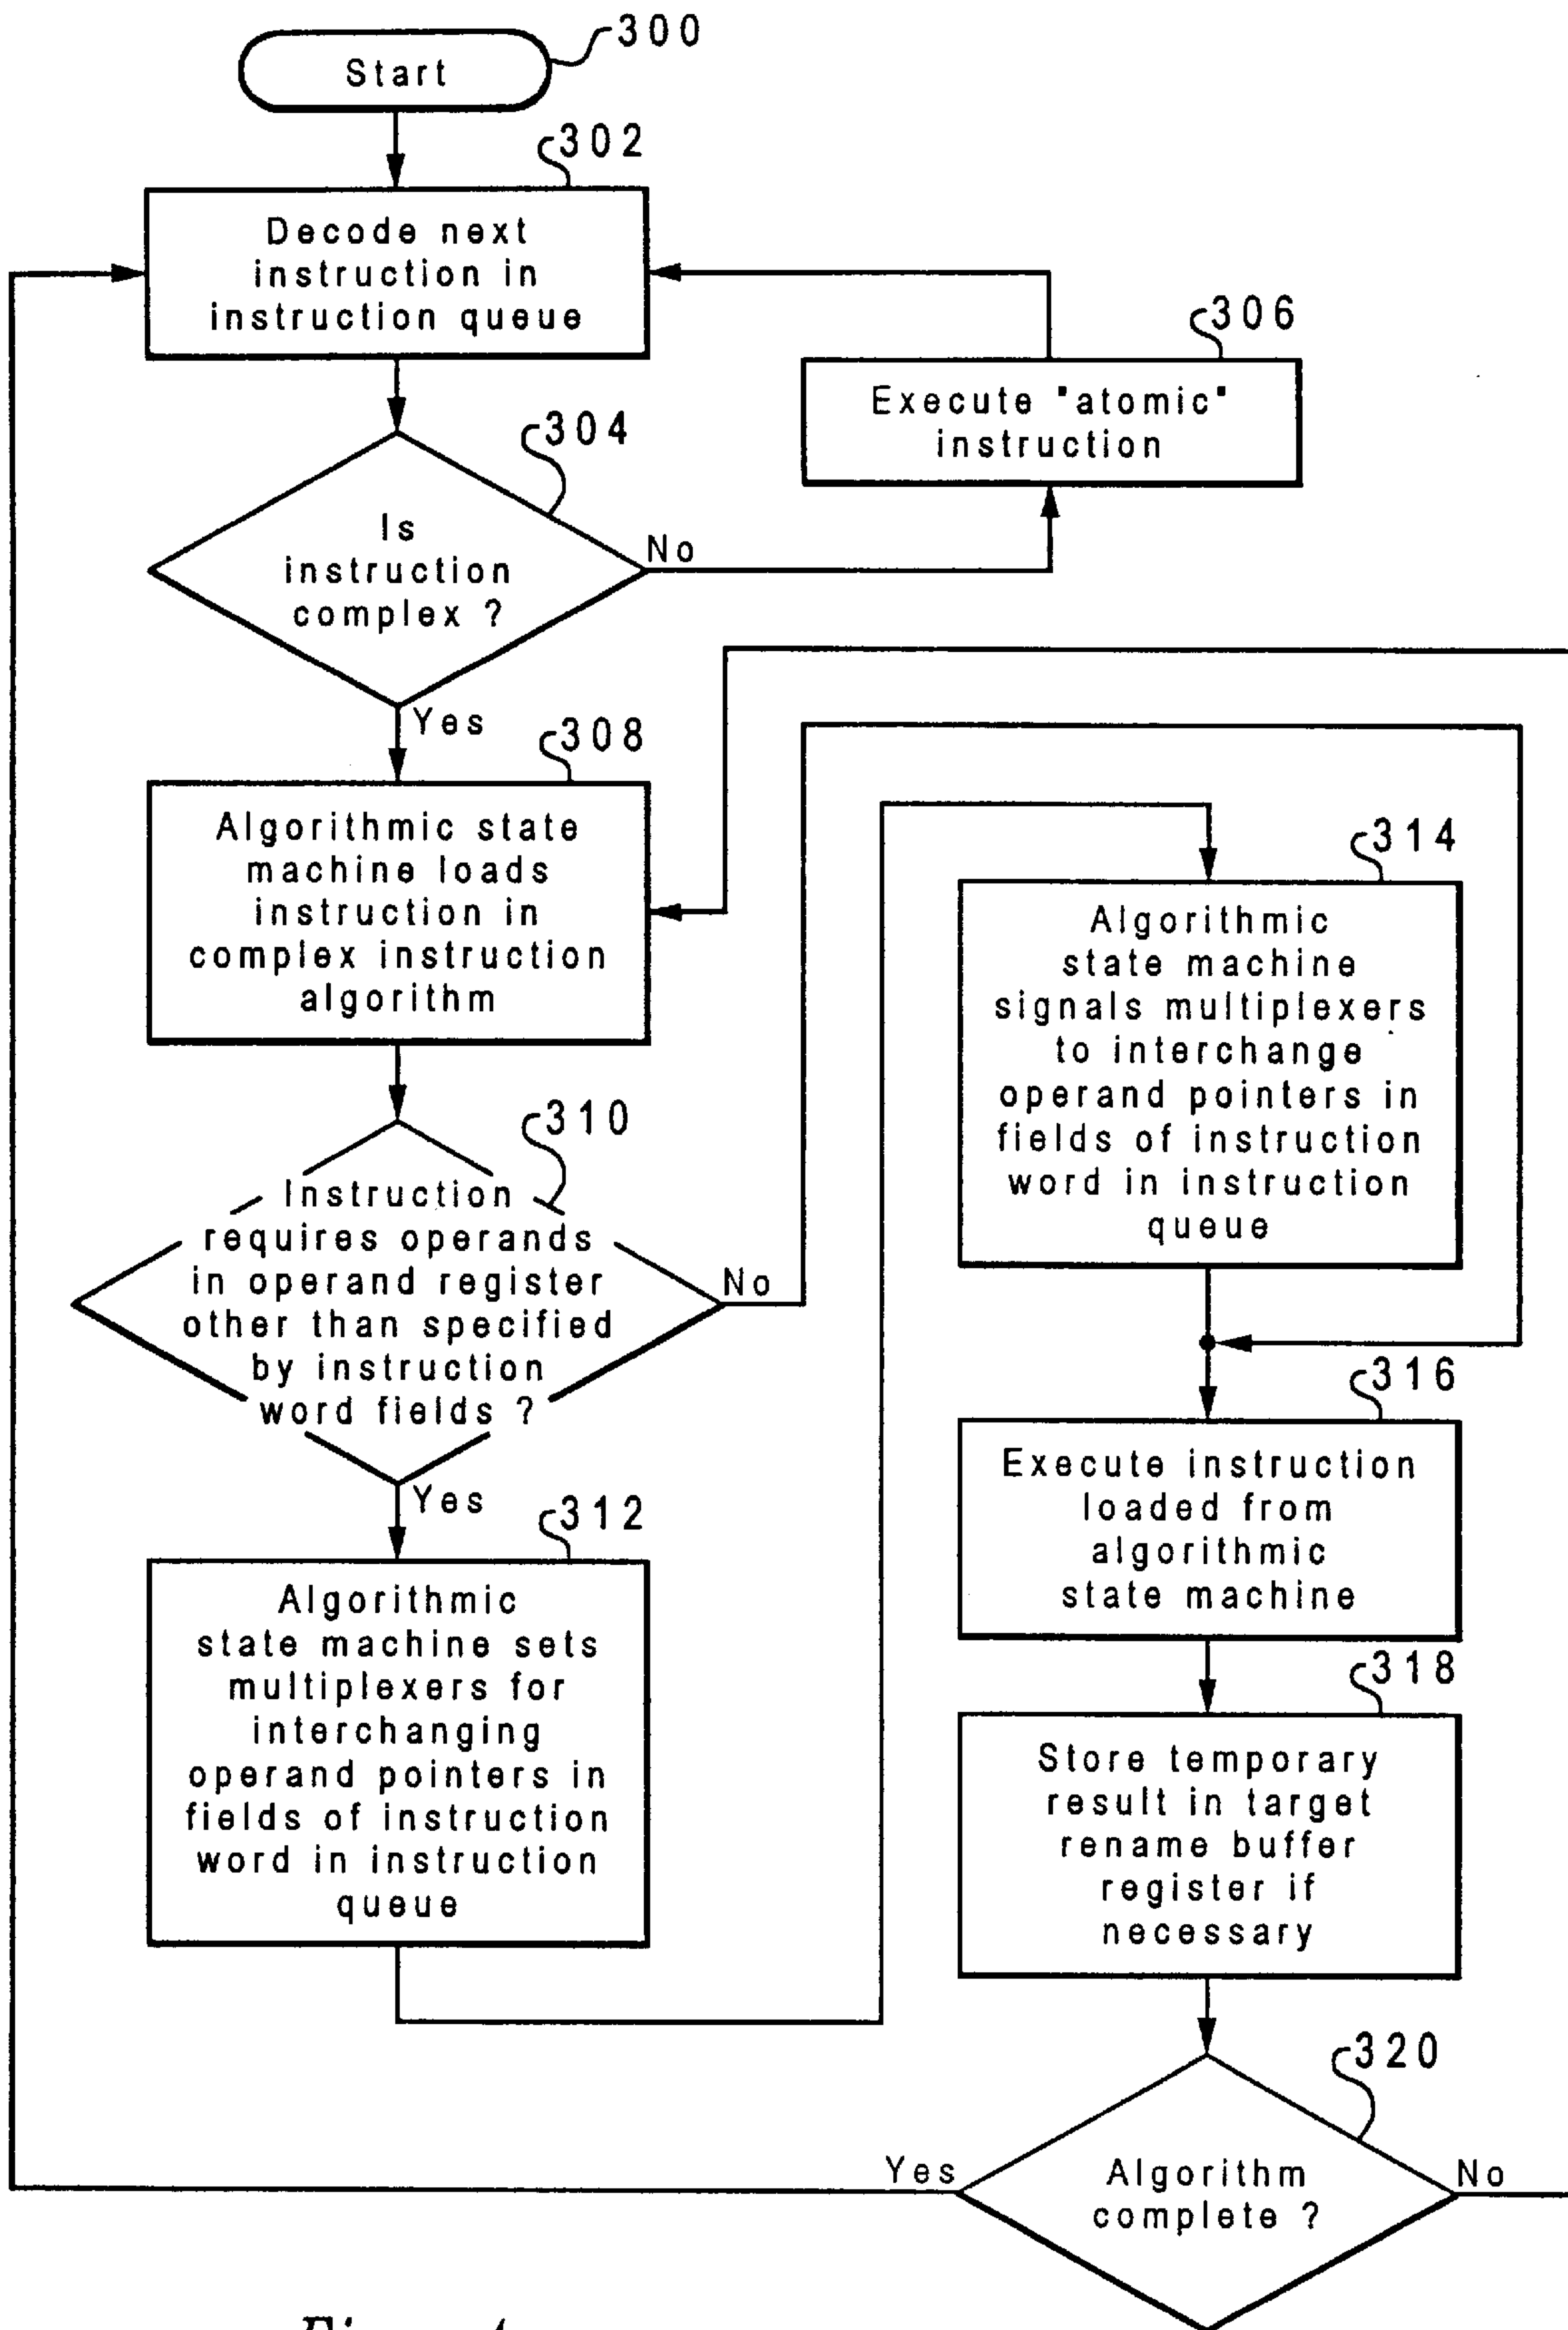 300
Start
302
Decode next
instruction in
instruction queue
306
Execute "atomic"
instruction
304
Is
instruction
complex ?
No
Yes
308
Algorithmic state
machine loads
instruction in
complex instruction
algorithm
310
Instruction
requires operands
in operand register
other than specified
by instruction
word fields ?
No
Yes
312
Algorithmic
state machine sets
multiplexers for
interchanging
operand pointers in
fields of instruction
word in instruction
queue
314
Algorithmic
state machine
signals multiplexers
to interchange
operand pointers in
fields of instruction
word in instruction
queue
316
Execute instruction
loaded from
algorithmic
state machine
318
Store temporary
result in target
rename buffer
register if
necessary
320
Algorithm
complete ?
Yes
No